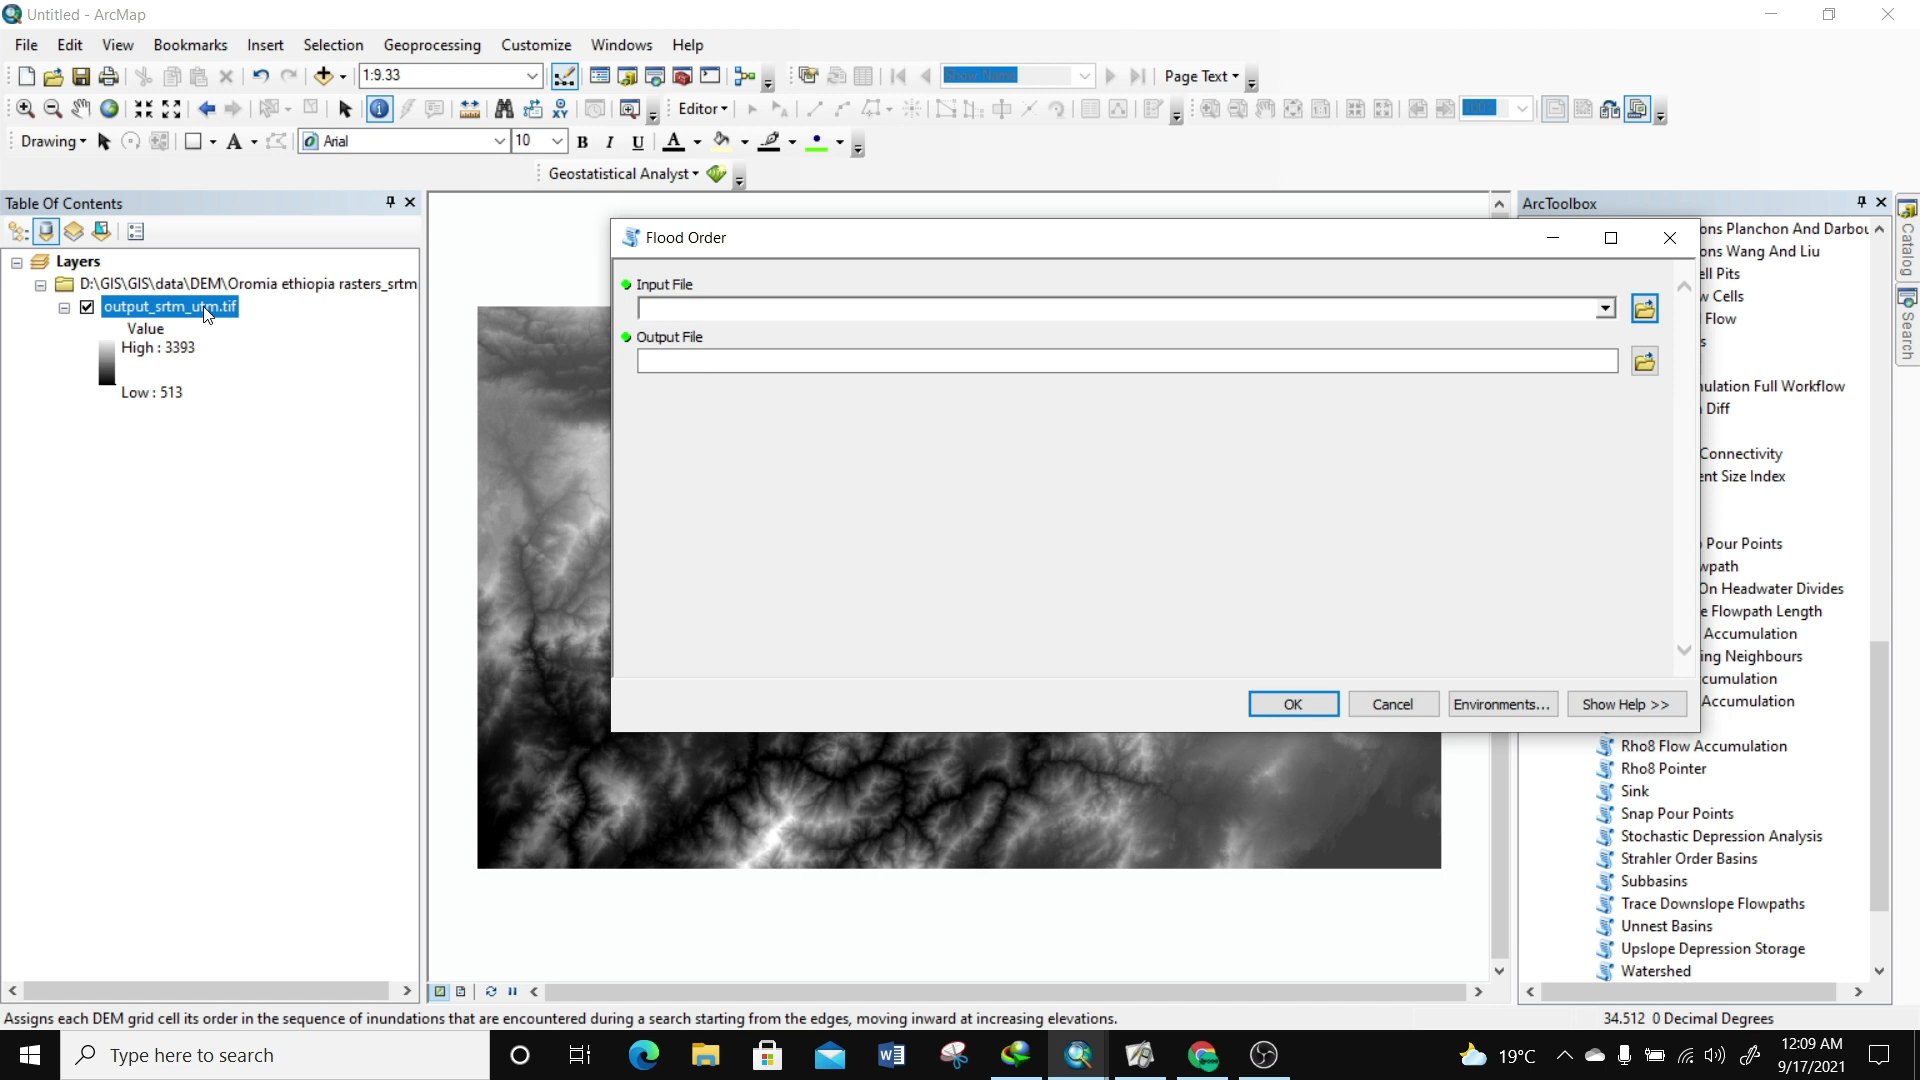 Untitled - ArcMap
File Edit View Bookmarks Insert Selection Geoprocessing Customize Windows Help
1:9.33
Page Text
Editor
Drawing
A
Arial
10
B I U A
Geostatistical Analyst
Table Of Contents
Layers
D:\GIS\GIS\data\DEM\Oromia ethiopia rasters_srtm
output_srtm_utm.tif
Value
High : 3393
Low : 513
Flood Order
Input File
Output File
OK
Cancel
Environments...
Show Help >>
ArcToolbox
ons Planchon And Darbou
ons Wang And Liu
ell Pits
w Cells
Flow
s
ulation Full Workflow
Diff
Connectivity
ent Size Index
Pour Points
wpath
On Headwater Divides
e Flowpath Length
Accumulation
ing Neighbours
cumulation
Accumulation
Rho8 Flow Accumulation
Rho8 Pointer
Sink
Snap Pour Points
Stochastic Depression Analysis
Strahler Order Basins
Subbasins
Trace Downslope Flowpaths
Unnest Basins
Upslope Depression Storage
Watershed
Catalog
Search
Assigns each DEM grid cell its order in the sequence of inundations that are encountered during a search starting from the edges, moving inward at increasing elevations.
34.512 0 Decimal Degrees
Type here to search
19°C
12:09 AM
9/17/2021